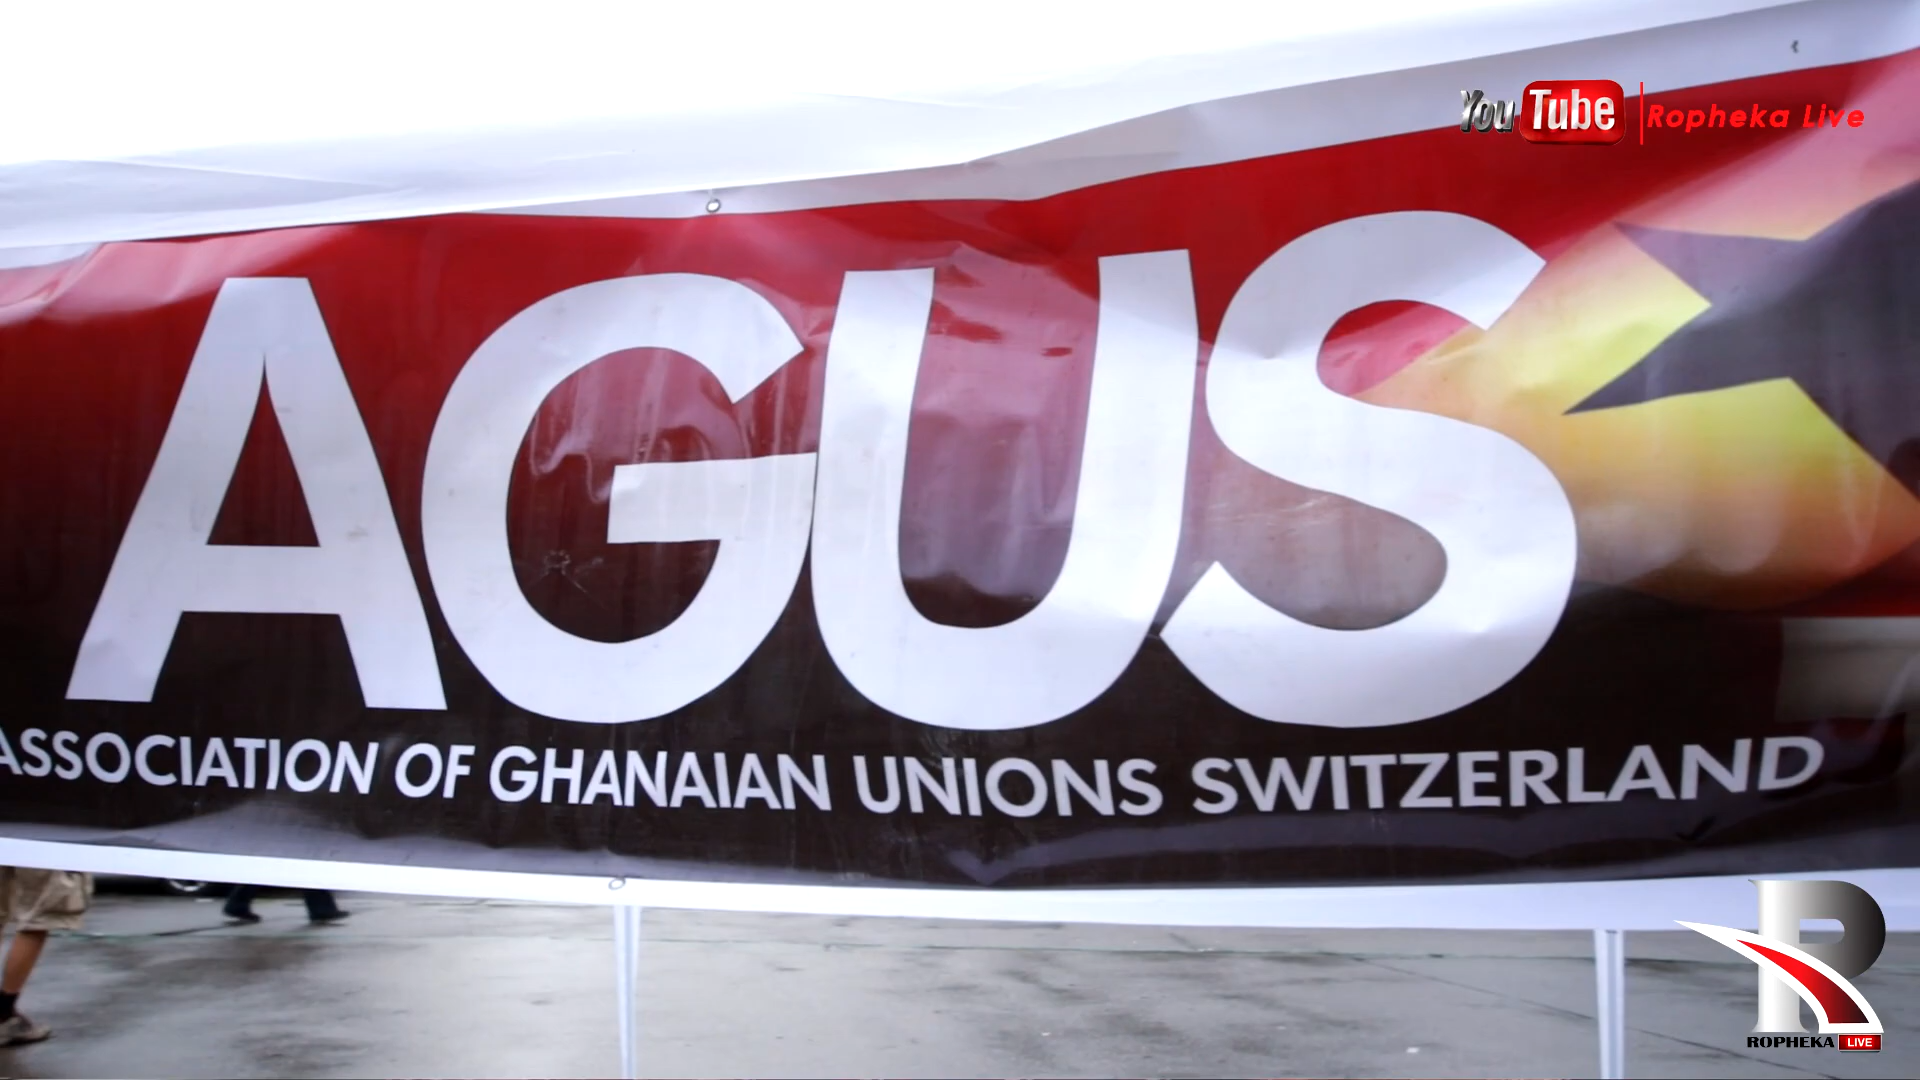 YouTube Ropheka Live
AGUS
ASSOCIATION OF GHANAIAN UNIONS SWITZERLAND
R
ROPHEKA LIVE